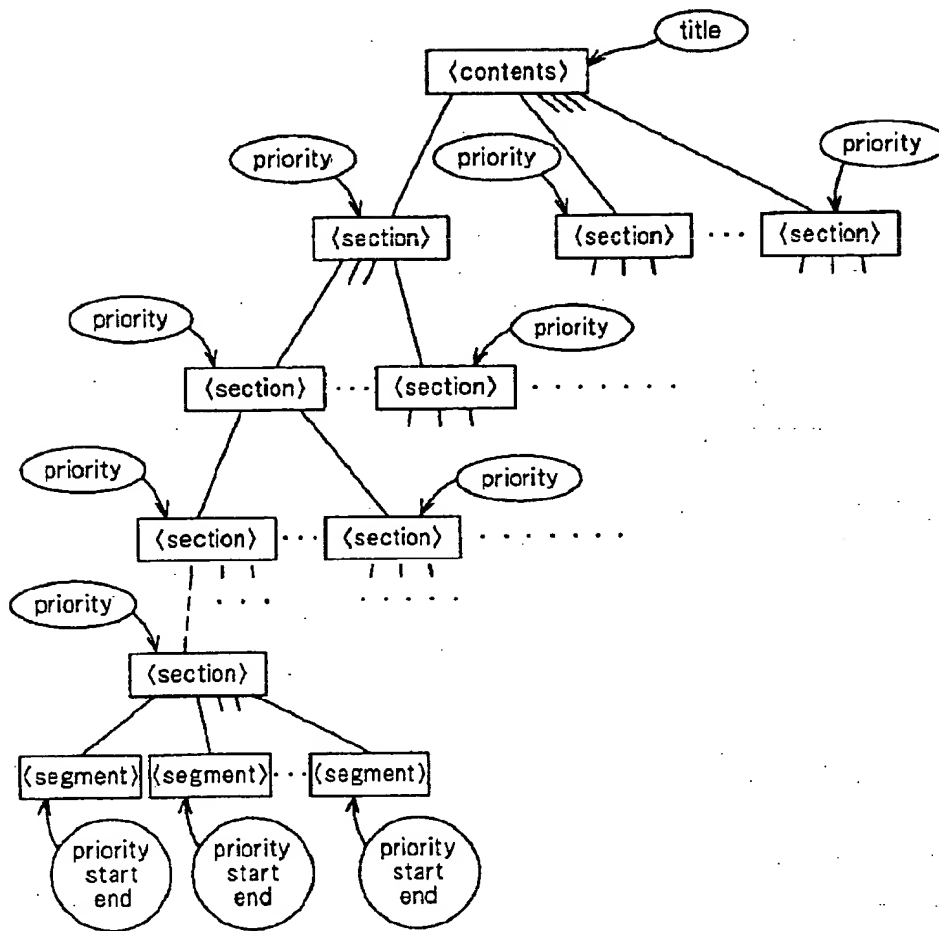 title
〈contents〉
priority
priority
priority
〈section〉
〈section〉
...
〈section〉
priority
priority
〈section〉
...
〈section〉
.......
priority
priority
〈section〉
...
〈section〉
.......
priority
〈section〉
〈segment〉
〈segment〉
...
〈segment〉
priority
start
end
priority
start
end
priority
start
end